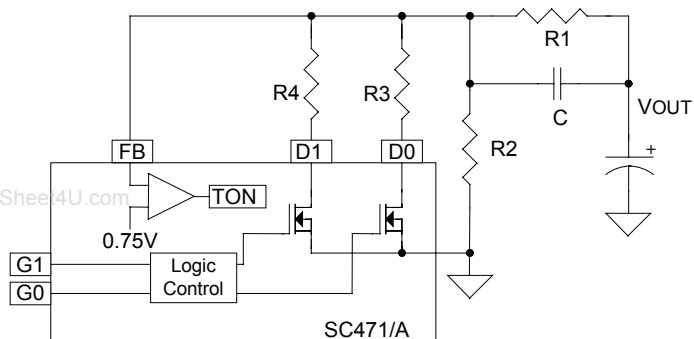 R1
R4
R3
C
VOUT
+
R2
FB
D1
D0
Sheet4U.com
TON
0.75V
G1
G0
Logic
Control
SC471/A